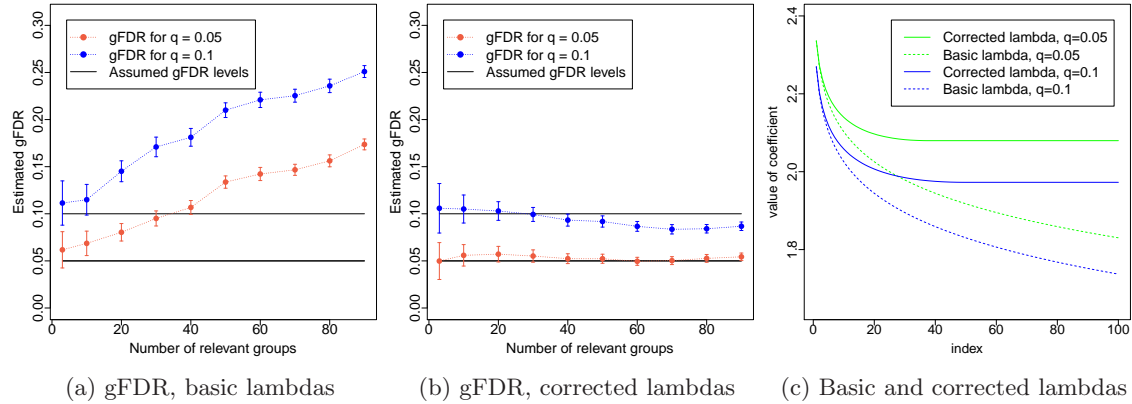 gFDR for q = 0.05
gFDR for q = 0.1
Assumed gFDR levels
0.30
0.25
0.20
0.15
0.10
0.05
0.00
Estimated gFDR
0
20
40
60
80
Number of relevant groups
(a) gFDR, basic lambdas
gFDR for q = 0.05
gFDR for q = 0.1
Assumed gFDR levels
0.30
0.25
0.20
0.15
0.10
0.05
0.00
Estimated gFDR
0
20
40
60
80
Number of relevant groups
(b) gFDR, corrected lambdas
Corrected lambda, q=0.05
Basic lambda, q=0.05
Corrected lambda, q=0.1
Basic lambda, q=0.1
2.4
2.2
2.0
1.8
value of coefficient
0
20
40
60
80
100
index
(c) Basic and corrected lambdas